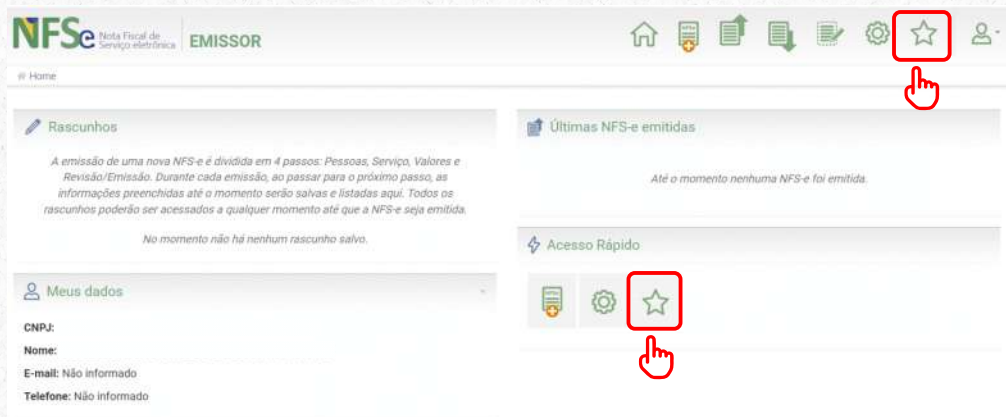 NFSe Nota Fiscal de Serviço eletrônica EMISSOR
Home
Rascunhos
A emissão de uma nova NFS-e é dividida em 4 passos: Pessoas, Serviço, Valores e
Revisão/Emissão. Durante cada emissão, ao passar para o próximo passo, as
informações preenchidas até o momento serão salvas e listadas aqui. Todos os
rascunhos poderão ser acessados a qualquer momento até que a NFS-e seja emitida.
No momento não há nenhum rascunho salvo.
Meus dados
CNPJ:
Nome:
E-mail: Não informado
Telefone: Não informado
Últimas NFS-e emitidas
Até o momento nenhuma NFS-e foi emitida.
Acesso Rápido